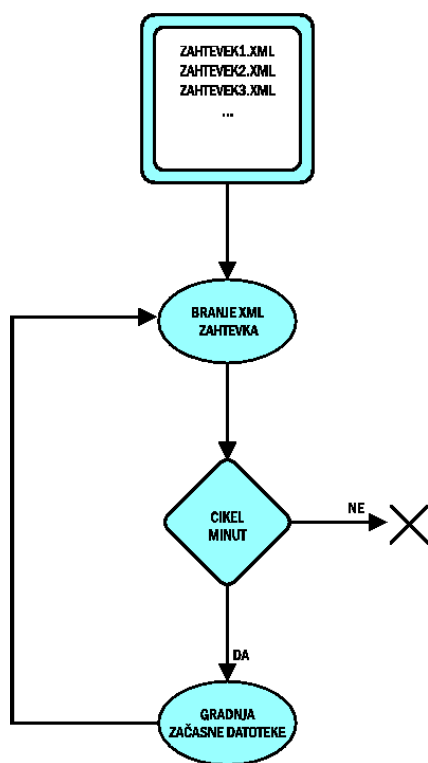 ZAHTEVEK1.XML
ZAHTEVEK2.XML
ZAHTEVEK3.XML
...
BRANJE XML
ZAHTEVKA
CIKEL
MINUT
NE
DA
GRADNJA
ZAČASNE DATOTEKE